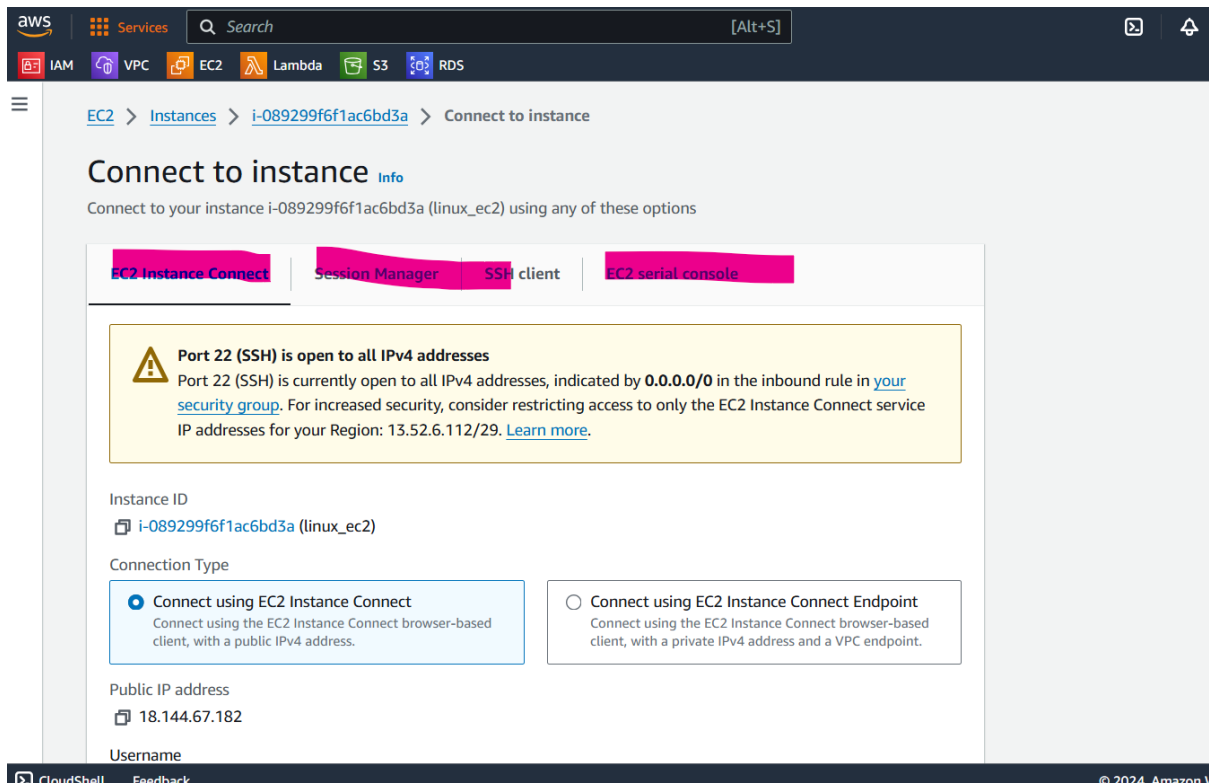 aws
Services
Search
[Alt+S]
IAM
VPC
EC2
Lambda
S3
RDS
EC2 > Instances > i-089299f6f1ac6bd3a > Connect to instance
Connect to instance Info
Connect to your instance i-089299f6f1ac6bd3a (linux_ec2) using any of these options
EC2 Instance Connect
Session Manager
SSH client
EC2 serial console
Port 22 (SSH) is open to all IPv4 addresses
Port 22 (SSH) is currently open to all IPv4 addresses, indicated by 0.0.0.0/0 in the inbound rule in your
security group. For increased security, consider restricting access to only the EC2 Instance Connect service
IP addresses for your Region: 13.52.6.112/29. Learn more.
Instance ID
i-089299f6f1ac6bd3a (linux_ec2)
Connection Type
Connect using EC2 Instance Connect
Connect using the EC2 Instance Connect browser-based
client, with a public IPv4 address.
Connect using EC2 Instance Connect Endpoint
Connect using the EC2 Instance Connect browser-based
client, with a private IPv4 address and a VPC endpoint.
Public IP address
18.144.67.182
Username
CloudShell
Feedback
© 2024, Amazon